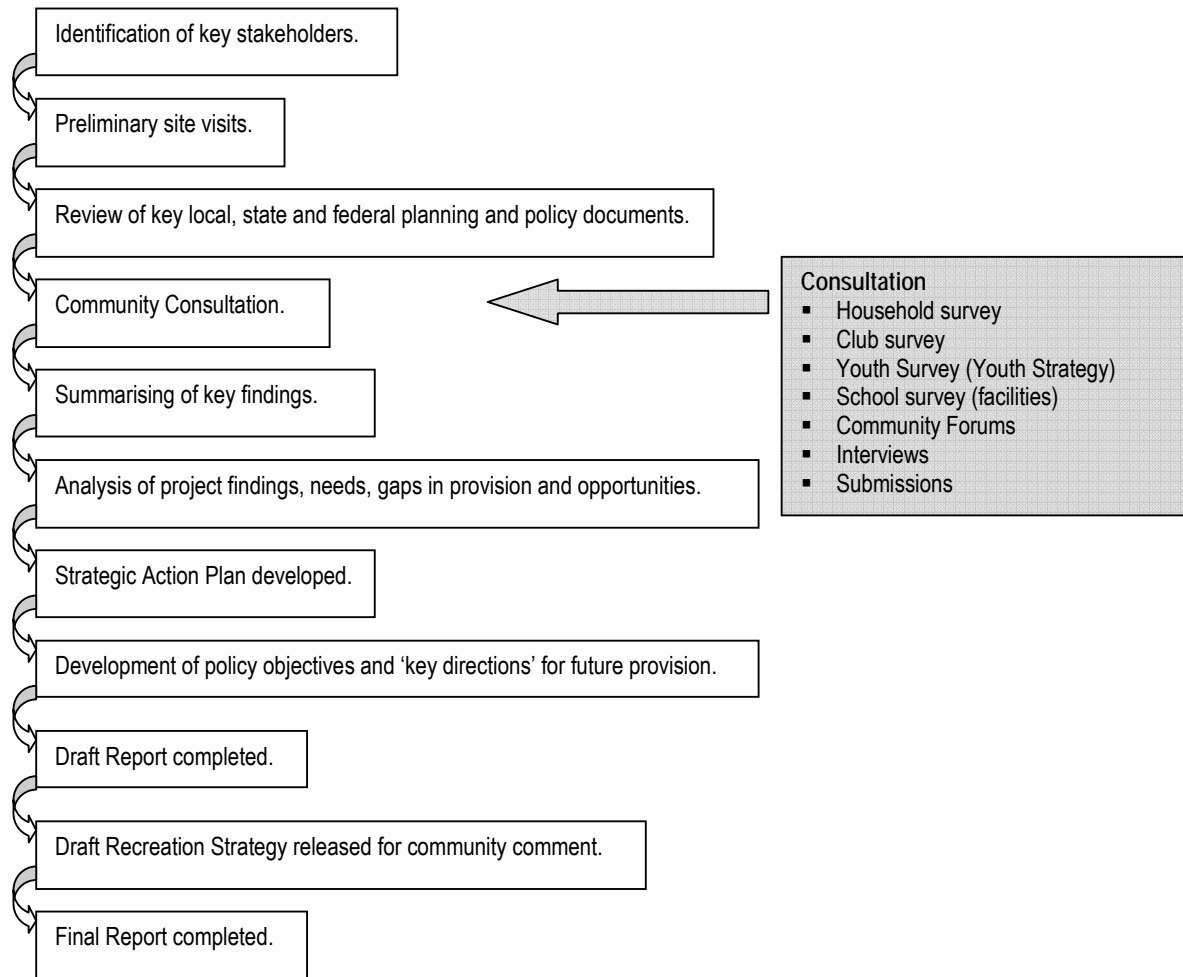 Identification of key stakeholders.
Preliminary site visits.
Review of key local, state and federal planning and policy documents.
Community Consultation.
Summarising of key findings.
Analysis of project findings, needs, gaps in provision and opportunities.
Strategic Action Plan developed.
Development of policy objectives and ‘key directions’ for future provision.
Draft Report completed.
Draft Recreation Strategy released for community comment.
Final Report completed.
Consultation
▪ Household survey
▪ Club survey
▪ Youth Survey (Youth Strategy)
▪ School survey (facilities)
▪ Community Forums
▪ Interviews
▪ Submissions